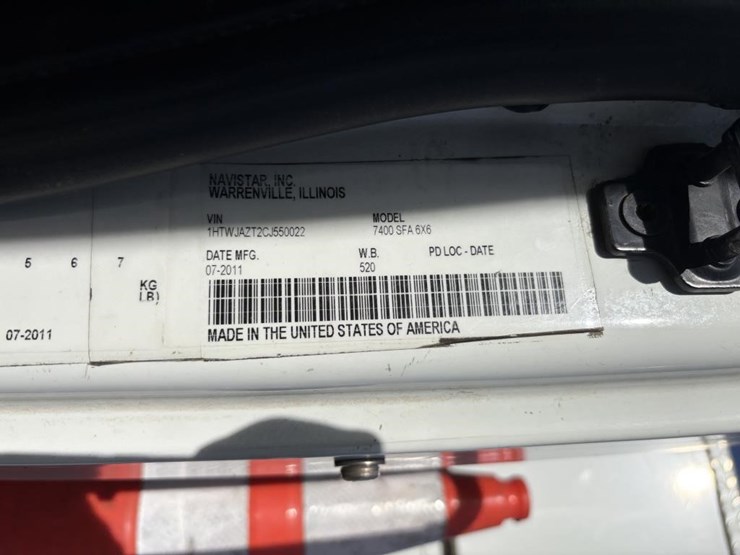 NAVISTAR, INC.
WARRENVILLE, ILLINOIS
VIN MODEL
1HTWJAZT2CJ550022 7400 SFA 6X6
DATE MFG. W.B. PD LOC - DATE
07-2011 520
MADE IN THE UNITED STATES OF AMERICA
5 6 7
KG
LB)
07-2011